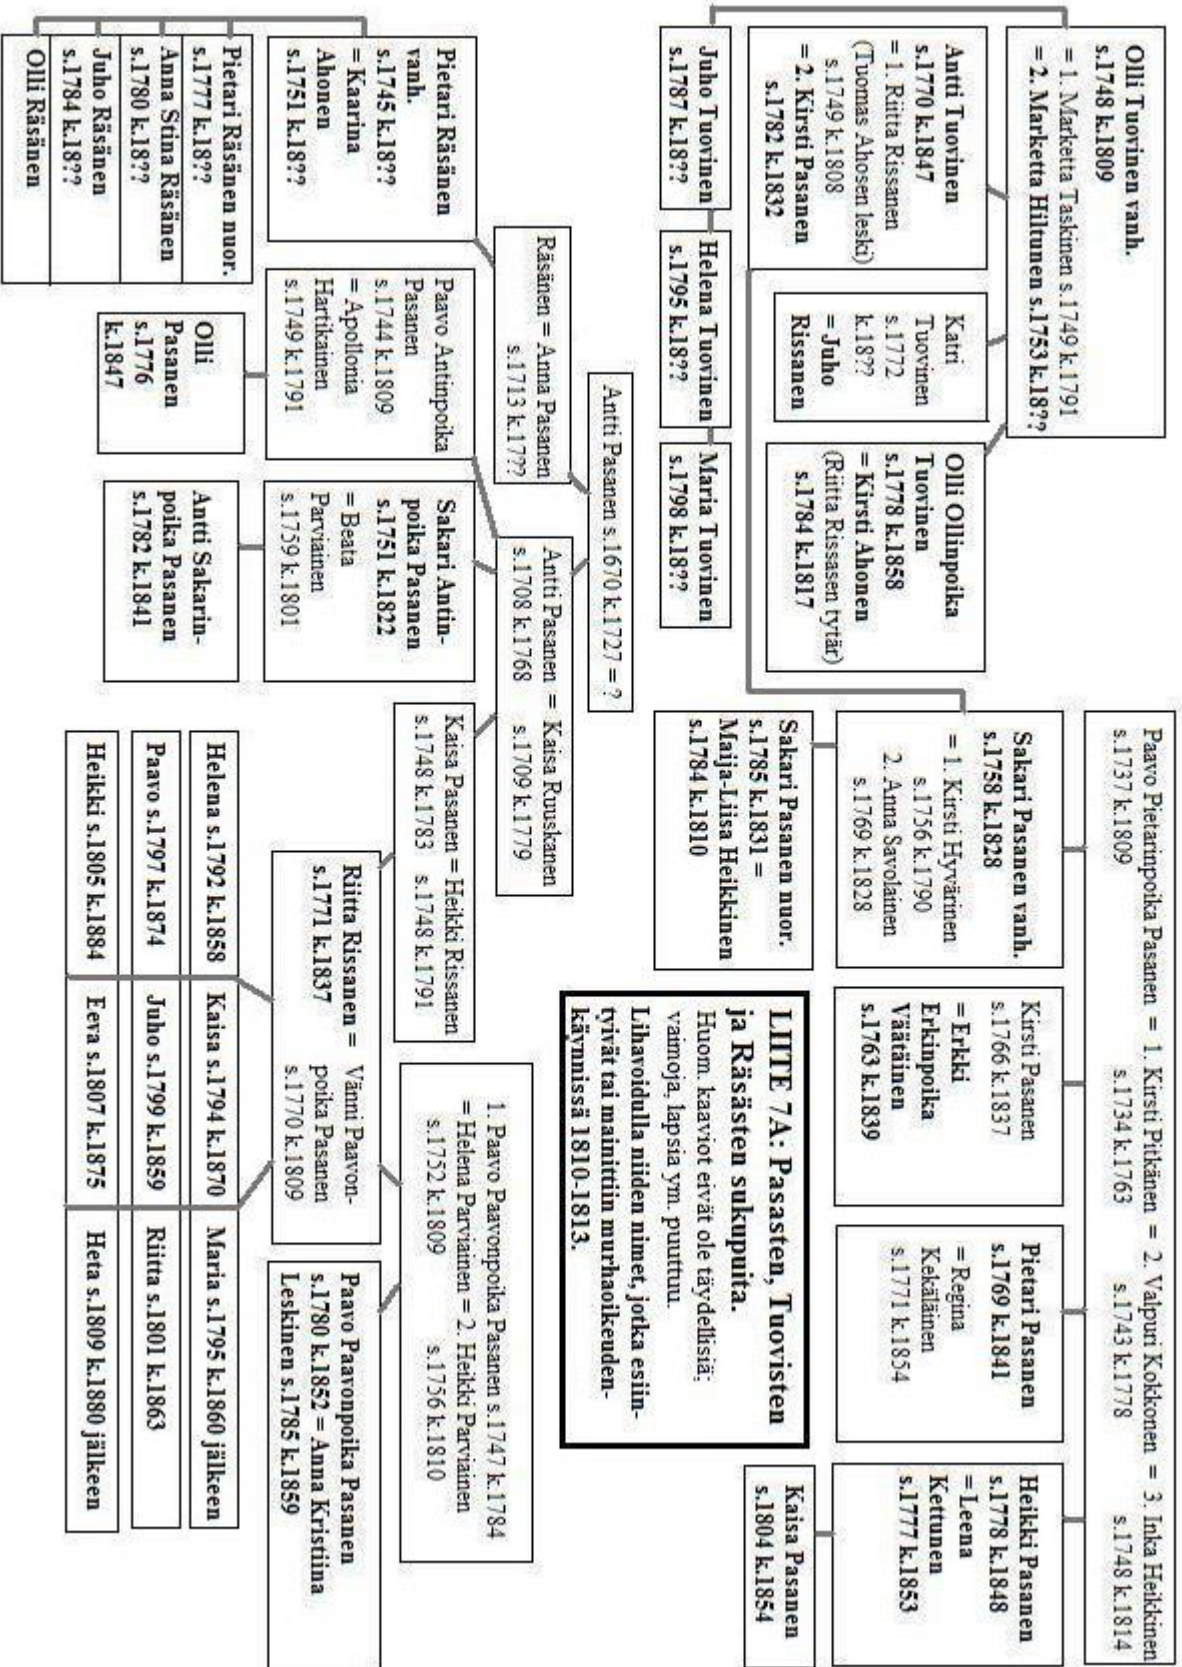 Olli Tuovinen vanh.
s.1748 k.1809
= 1. Marketta Taskinen s.1749 k.1791
= 2. Marketta Hiltunen s.1753 k.18??
Antti Tuovinen
s.1770 k.1847
= 1. Riitta Rissanen
(Tuomas Ahosen leski)
s.1749 k.1808
= 2. Kirsti Pasanen
s.1782 k.1832
Katri
Tuovinen
s.1772
k.18??
= Juho
Rissanen
Olli Ollinpoika
Tuovinen
s.1778 k.1858
= Kirsti Ahonen
(Riitta Rissasen tytär)
s.1784 k.1817
Juho Tuovinen
s.1787 k.18??
Helena Tuovinen
s.1795 k.18??
Maria Tuovinen
s.1798 k.18??
Paavo Pietarinpoika Pasanen = 1. Kirsti Pitkänen = 2. Valpuri Kokkonen = 3. Inka Heikkinen
s.1737 k.1809 s.1734 k.1763 s.1743 k.1778 s.1748 k.1814
Sakari Pasanen vanh.
s.1758 k.1828
= 1. Kirsti Hyvärinen
s.1756 k.1790
2. Anna Savolainen
s.1769 k.1828
Kirsti Pasanen
s.1766 k.1837
= Erkki
Erkinpoika
Väätäinen
s.1763 k.1839
Pietari Pasanen
s.1769 k.1841
= Regina
Kekäläinen
s.1771 k.1854
Heikki Pasanen
s.1778 k.1848
= Leena
Kettunen
s.1777 k.1853
Sakari Pasanen nuor.
s.1785 k.1831 =
Maija-Liisa Heikkinen
s.1784 k.1810
Kaisa Pasanen
s.1804 k.1854
LIITE 7A: Pasasten, Tuovisten
ja Räsästen sukupuita.
Huom. kaaviot eivät ole täydellisiä;
vaimoja, lapsia ym. puuttuu.
Lihavoidulla niiden nimet, jotka esiin-
tyivät tai mainittiin murhaoikeuden-
käynnissä 1810-1813.
Antti Pasanen s.1670 k.1727 = ?
Räsänen = Anna Pasanen
s.1713 k.17??
Antti Pasanen = Kaisa Ruuskanen
s.1708 k.1768 s.1709 k.1779
Pietari Räsänen
vanh.
s.1745 k.18??
= Kaarina
Ahonen
s.1751 k.18??
Paavo Antinpoika
Pasanen
s.1744 k.1809
= Apollonia
Hartikainen
s.1749 k.1791
Sakari Antin-
poika Pasanen
s.1751 k.1822
= Beata
Parviainen
s.1759 k.1801
Kaisa Pasanen = Heikki Rissanen
s.1748 k.1783 s.1748 k.1791
1. Paavo Paavonpoika Pasanen s.1747 k.1784
= Helena Parviainen = 2. Heikki Parviainen
s.1752 k.1809 s.1756 k.1810
Pietari Räsänen nuor.
s.1777 k.18??
Anna Stina Räsänen
s.1780 k.18??
Juho Räsänen
s.1784 k.18??
Olli Räsänen
Olli
Pasanen
s.1776
k.1847
Antti Sakarin-
poika Pasanen
s.1782 k.1841
Riitta Rissanen = Vänni Paavon-
s.1771 k.1837 poika Pasanen
s.1770 k.1809
Paavo Paavonpoika Pasanen
s.1780 k.1852 = Anna Kristiina
Leskinen s.1785 k.1859
Helena s.1792 k.1858 Kaisa s.1794 k.1870 Maria s.1795 k.1860 jälkeen
Paavo s.1797 k.1874 Juho s.1799 k.1859 Riitta s.1801 k.1863
Heikki s.1805 k.1884 Eeva s.1807 k.1875 Heta s.1809 k.1880 jälkeen